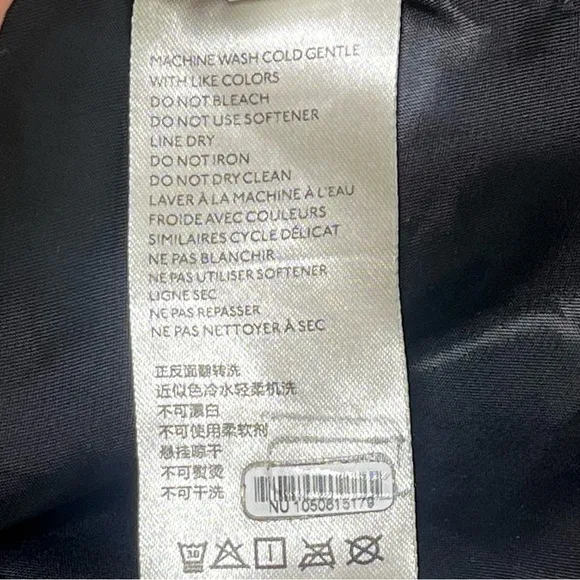 MACHINE WASH COLD GENTLE
WITH LIKE COLORS
DO NOT BLEACH
DO NOT USE SOFTENER
LINE DRY
DO NOT IRON
DO NOT DRY CLEAN
LAVER À LA MACHINE À L'EAU
FROIDE AVEC COULEURS
SIMILAIRES CYCLE DÉLICAT
NE PAS BLANCHIR
NE PAS UTILISER SOFTENER
LIGNE SEC
NE PAS REPASSER
NE PAS NETTOYER À SEC
正反面翻转洗
近似色冷水轻柔机洗
不可漂白
不可使用柔软剂
悬挂晾干
不可熨烫
不可干洗
NU 1050615179
30